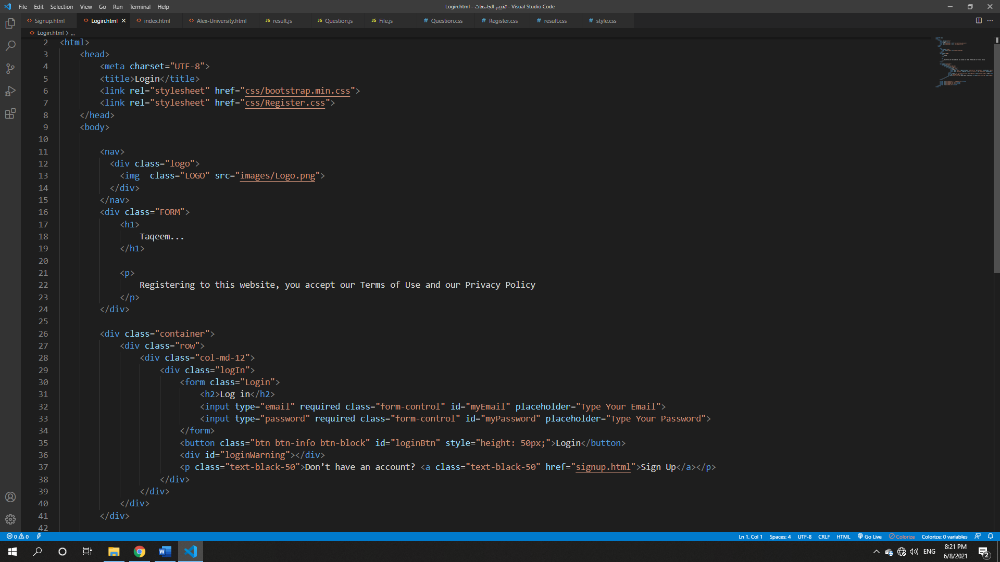 File Edit Selection View Go Run Terminal Help
Login.html - تقييم الجامعات - Visual Studio Code
Signup.html Login.html index.html Alex-University.html JS result.js JS Question.js JS File.js # Question.css # Register.css # result.css # style.css
Login.html > ...
2 <html>
3 <head>
4 <meta charset="UTF-8">
5 <title>Login</title>
6 <link rel="stylesheet" href="css/bootstrap.min.css">
7 <link rel="stylesheet" href="css/Register.css">
8 </head>
9 <body>
10
11 <nav>
12 <div class="logo">
13 <img  class="LOGO" src="images/Logo.png">
14 </div>
15 </nav>
16 <div class="FORM">
17 <h1>
18 Taqeem...
19 </h1>
20
21 <p>
22 Registering to this website, you accept our Terms of Use and our Privacy Policy
23 </p>
24 </div>
25
26 <div class="container">
27 <div class="row">
28 <div class="col-md-12">
29 <div class="logIn">
30 <form class="Login">
31 <h2>Log in</h2>
32 <input type="email" required class="form-control" id="myEmail" placeholder="Type Your Email">
33 <input type="password" required class="form-control" id="myPassword" placeholder="Type Your Password">
34 </form>
35 <button class="btn btn-info btn-block" id="loginBtn" style="height: 50px;">Login</button>
36 <div id="loginWarning"></div>
37 <p class="text-black-50">Don’t have an account? <a class="text-black-50" href="signup.html">Sign Up</a></p>
38 </div>
39 </div>
40 </div>
41 </div>
42
0 0 Ln 1, Col 1 Spaces: 4 UTF-8 CRLF HTML Go Live Colorize Colorize: 0 variables
ENG 8:21 PM
6/8/2021 2